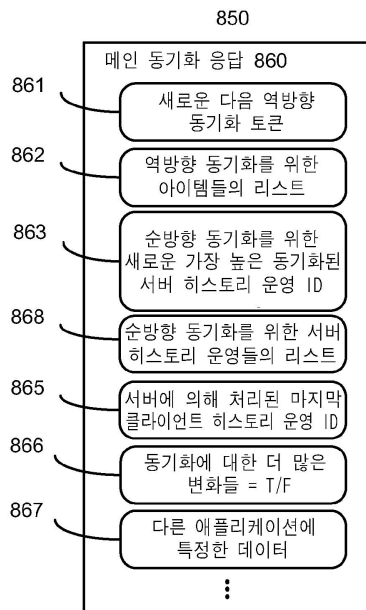 850
메인 동기화 응답 860
861
새로운 다음 역방향
동기화 토큰
862
역방향 동기화를 위한
아이템들의 리스트
863
순방향 동기화를 위한
새로운 가장 높은 동기화된
서버 히스토리 운영 ID
868
순방향 동기화를 위한 서버
히스토리 운영들의 리스트
865
서버에 의해 처리된 마지막
클라이언트 히스토리 운영 ID
866
동기화에 대한 더 많은
변화들 = T/F
867
다른 애플리케이션에
특정한 데이터